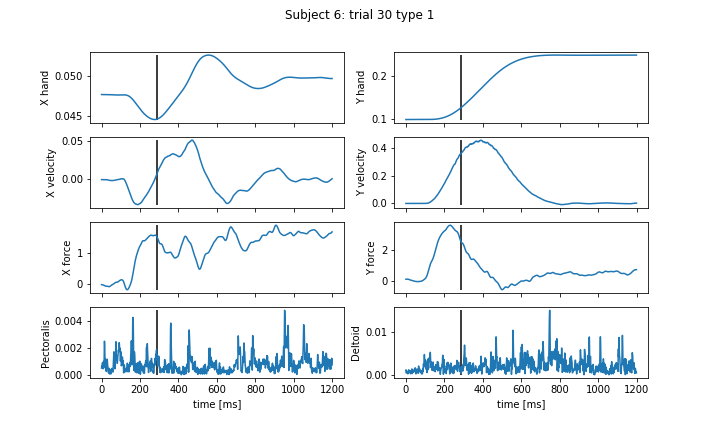 Subject 6: trial 30 type 1
X hand
0.050
0.045
Y hand
0.2
0.1
X velocity
0.05
0.00
Y velocity
0.4
0.2
0.0
X force
1
0
Y force
2
0
Pectoralis
0.004
0.002
0.000
0 200 400 600 800 1000 1200
time [ms]
Deltoid
0.01
0.00
0 200 400 600 800 1000 1200
time [ms]